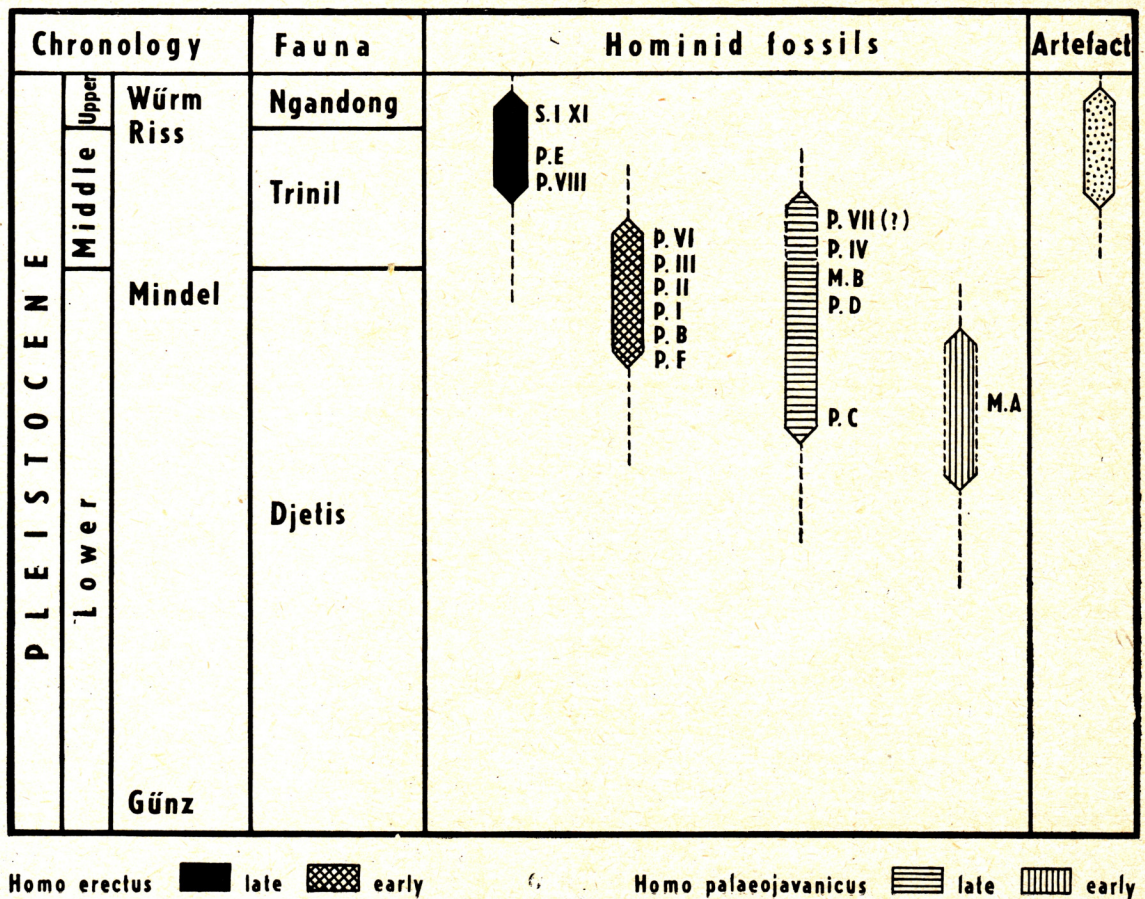 Chronology Fauna Hominid fossils Artefact
PLEISTOCENE
Upper
Middle
Lower
Würm
Riss
Mindel
Günz
Ngandong
Trinil
Djetis
S.I XI
P.E
P.VIII
P. VI
P. III
P. II
P. I
P. B
P. F
P. VII (?)
P. IV
M.B
P. D
P. C
M.A
Homo erectus late early Homo palaeojavanicus late early